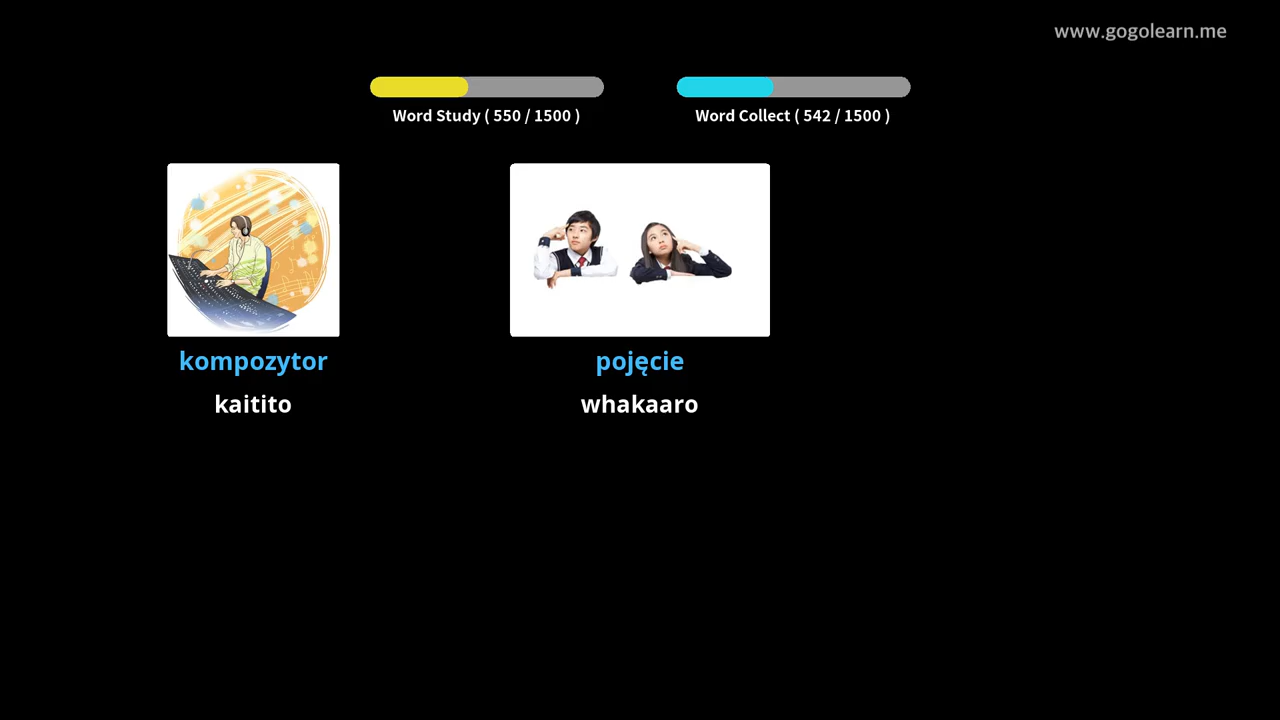 www.gogolearn.me
Word Study ( 550 / 1500 )
Word Collect ( 542 / 1500 )
kompozytor
kaitito
pojęcie
whakaaro